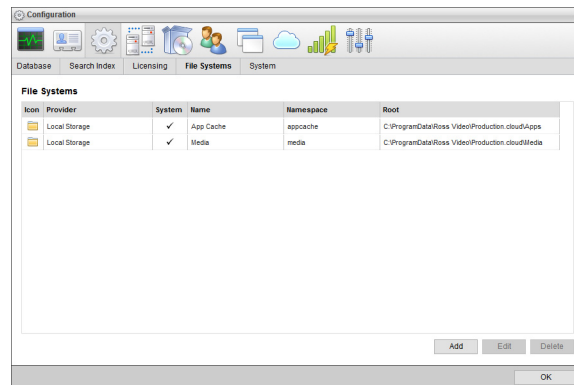 Configuration
Database Search Index Licensing File Systems System
File Systems
Icon Provider System Name Namespace Root
Local Storage ✓ App Cache appcache C:\ProgramData\Ross Video\Production.cloud\Apps
Local Storage ✓ Media media C:\ProgramData\Ross Video\Production.cloud\Media
Add Edit Delete
OK